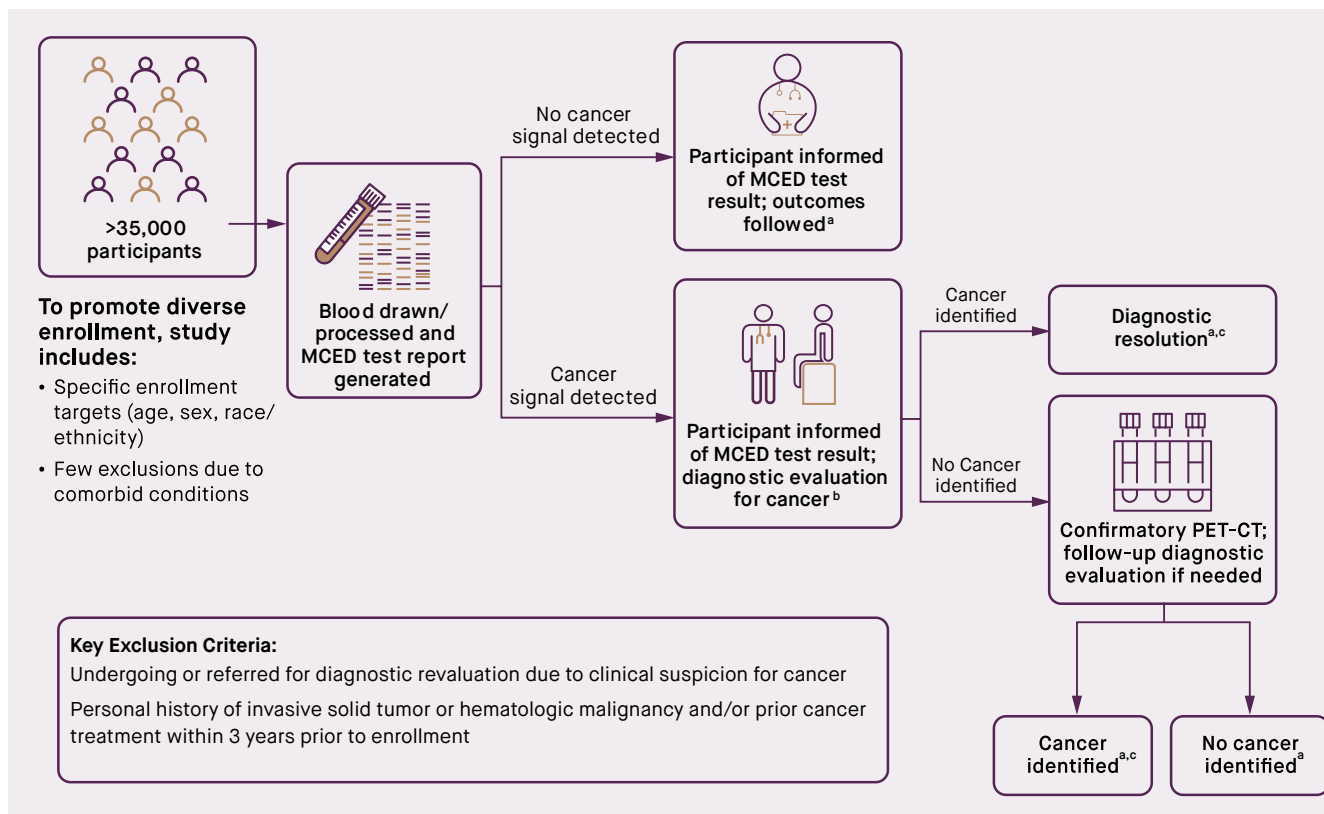 >35,000
participants
To promote diverse
enrollment, study
includes:
• Specific enrollment
targets (age, sex, race/
ethnicity)
• Few exclusions due to
comorbid conditions
Blood drawn/
processed and
MCED test report
generated
No cancer
signal detected
Participant informed
of MCED test
result; outcomes
followedᵃ
Cancer
signal detected
Participant informed
of MCED test result;
diagnostic evaluation
for cancerᵇ
Cancer
identified
Diagnostic
resolutionᵃ,ᶜ
No Cancer
identified
Confirmatory PET-CT;
follow-up diagnostic
evaluation if needed
Cancer
identifiedᵃ,ᶜ
No cancer
identifiedᵃ
Key Exclusion Criteria:
Undergoing or referred for diagnostic revaluation due to clinical suspicion for cancer
Personal history of invasive solid tumor or hematologic malignancy and/or prior cancer
treatment within 3 years prior to enrollment